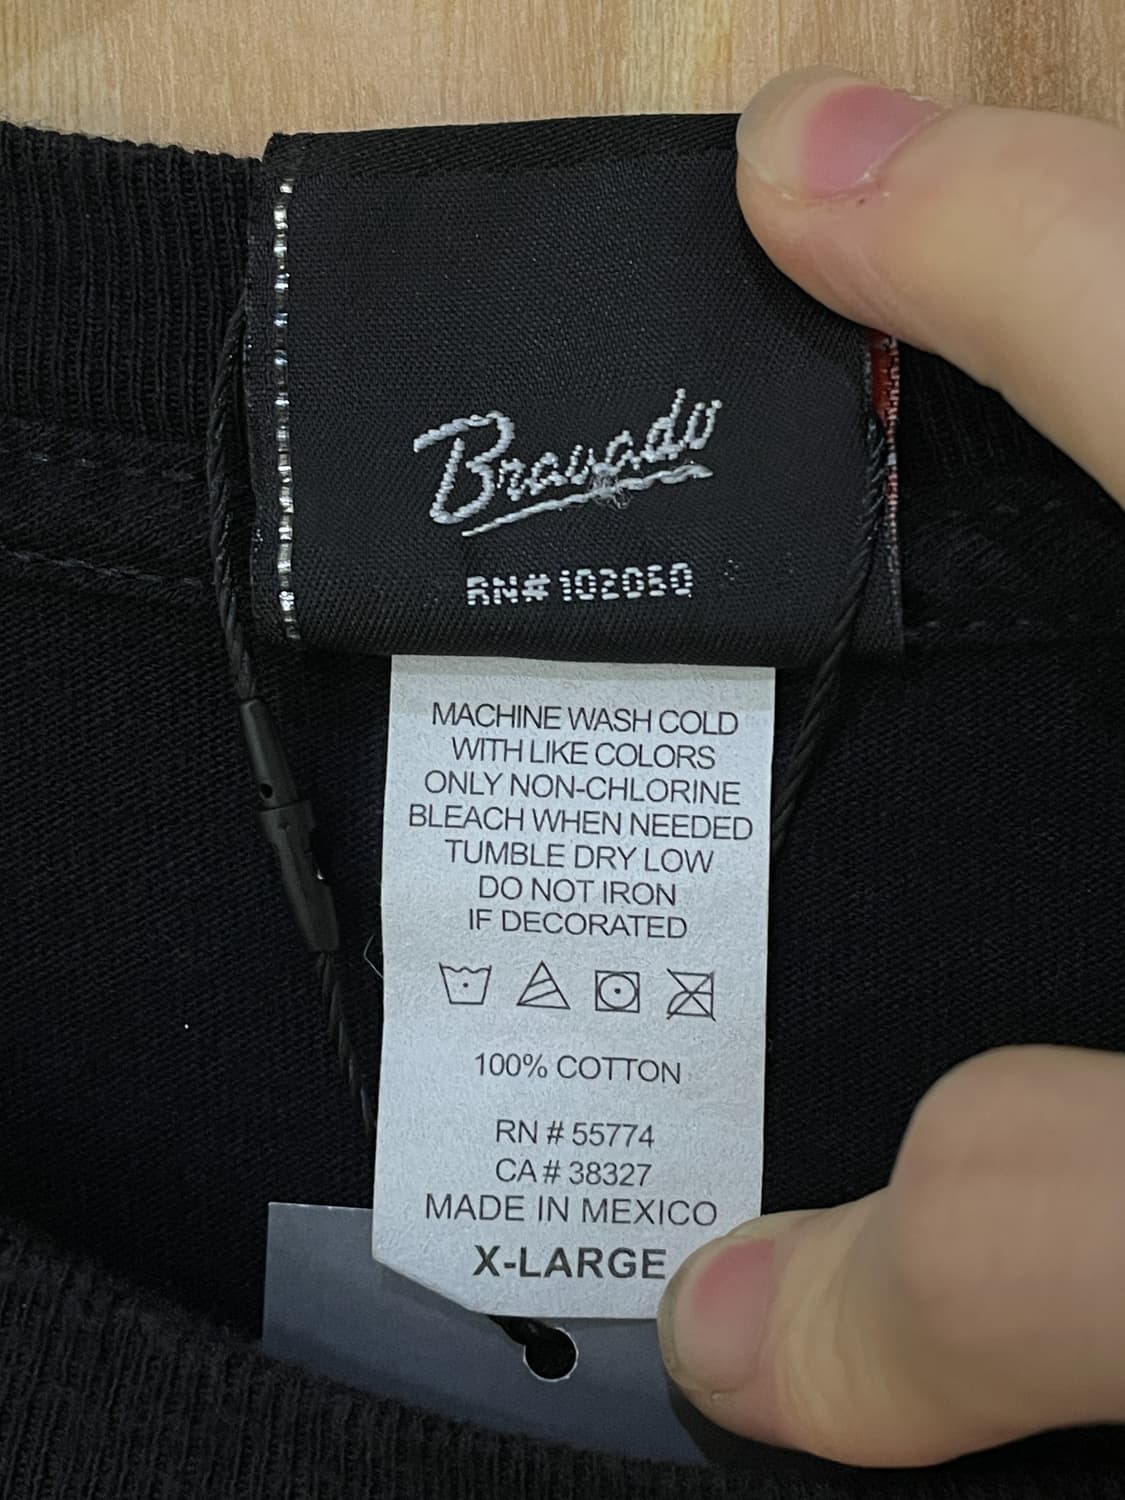 Bravado
RN#102060
MACHINE WASH COLD
WITH LIKE COLORS
ONLY NON-CHLORINE
BLEACH WHEN NEEDED
TUMBLE DRY LOW
DO NOT IRON
IF DECORATED
100% COTTON
RN # 55774
CA # 38327
MADE IN MEXICO
X-LARGE